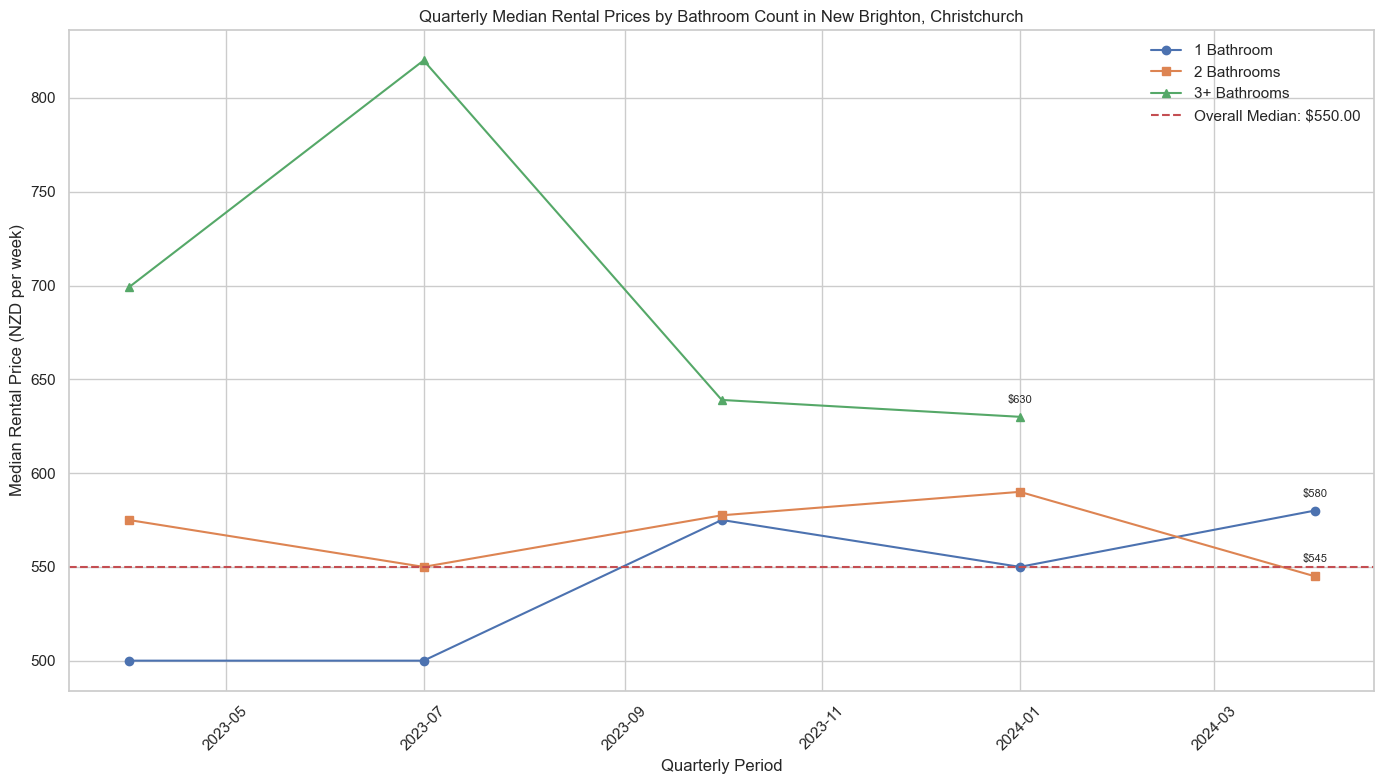 Quarterly Median Rental Prices by Bathroom Count in New Brighton, Christchurch
1 Bathroom
2 Bathrooms
3+ Bathrooms
Overall Median: $550.00
Median Rental Price (NZD per week)
800
750
700
650
600
550
500
$630
$580
$545
2023-05
2023-07
2023-09
2023-11
2024-01
2024-03
Quarterly Period